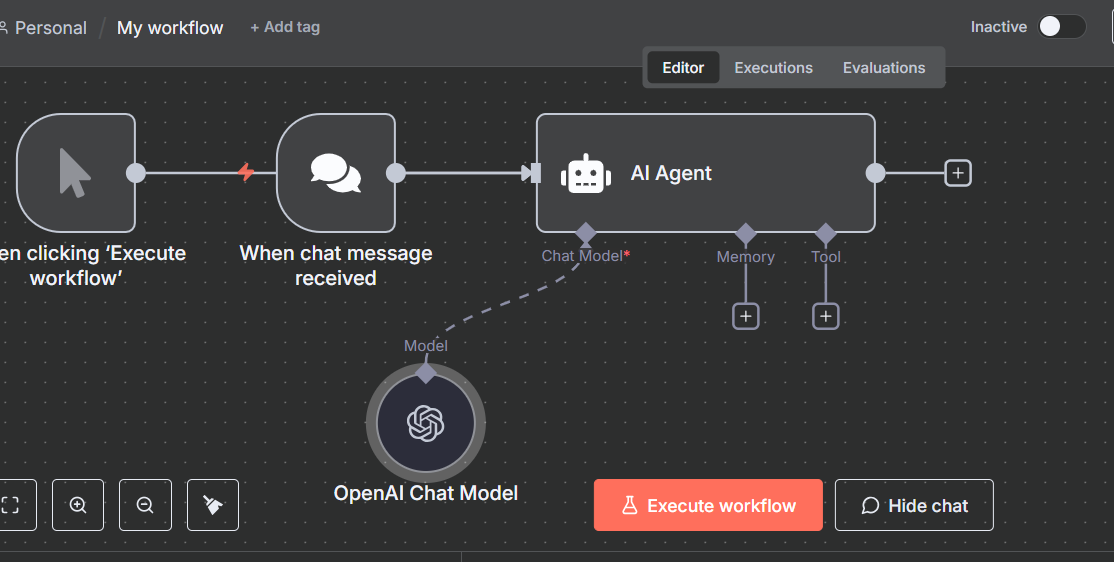 Personal / My workflow + Add tag Inactive
Editor Executions Evaluations
AI Agent
en clicking ‘Execute
workflow’
When chat message
received
Chat Model*
Memory
Tool
Model
OpenAI Chat Model
Execute workflow
Hide chat